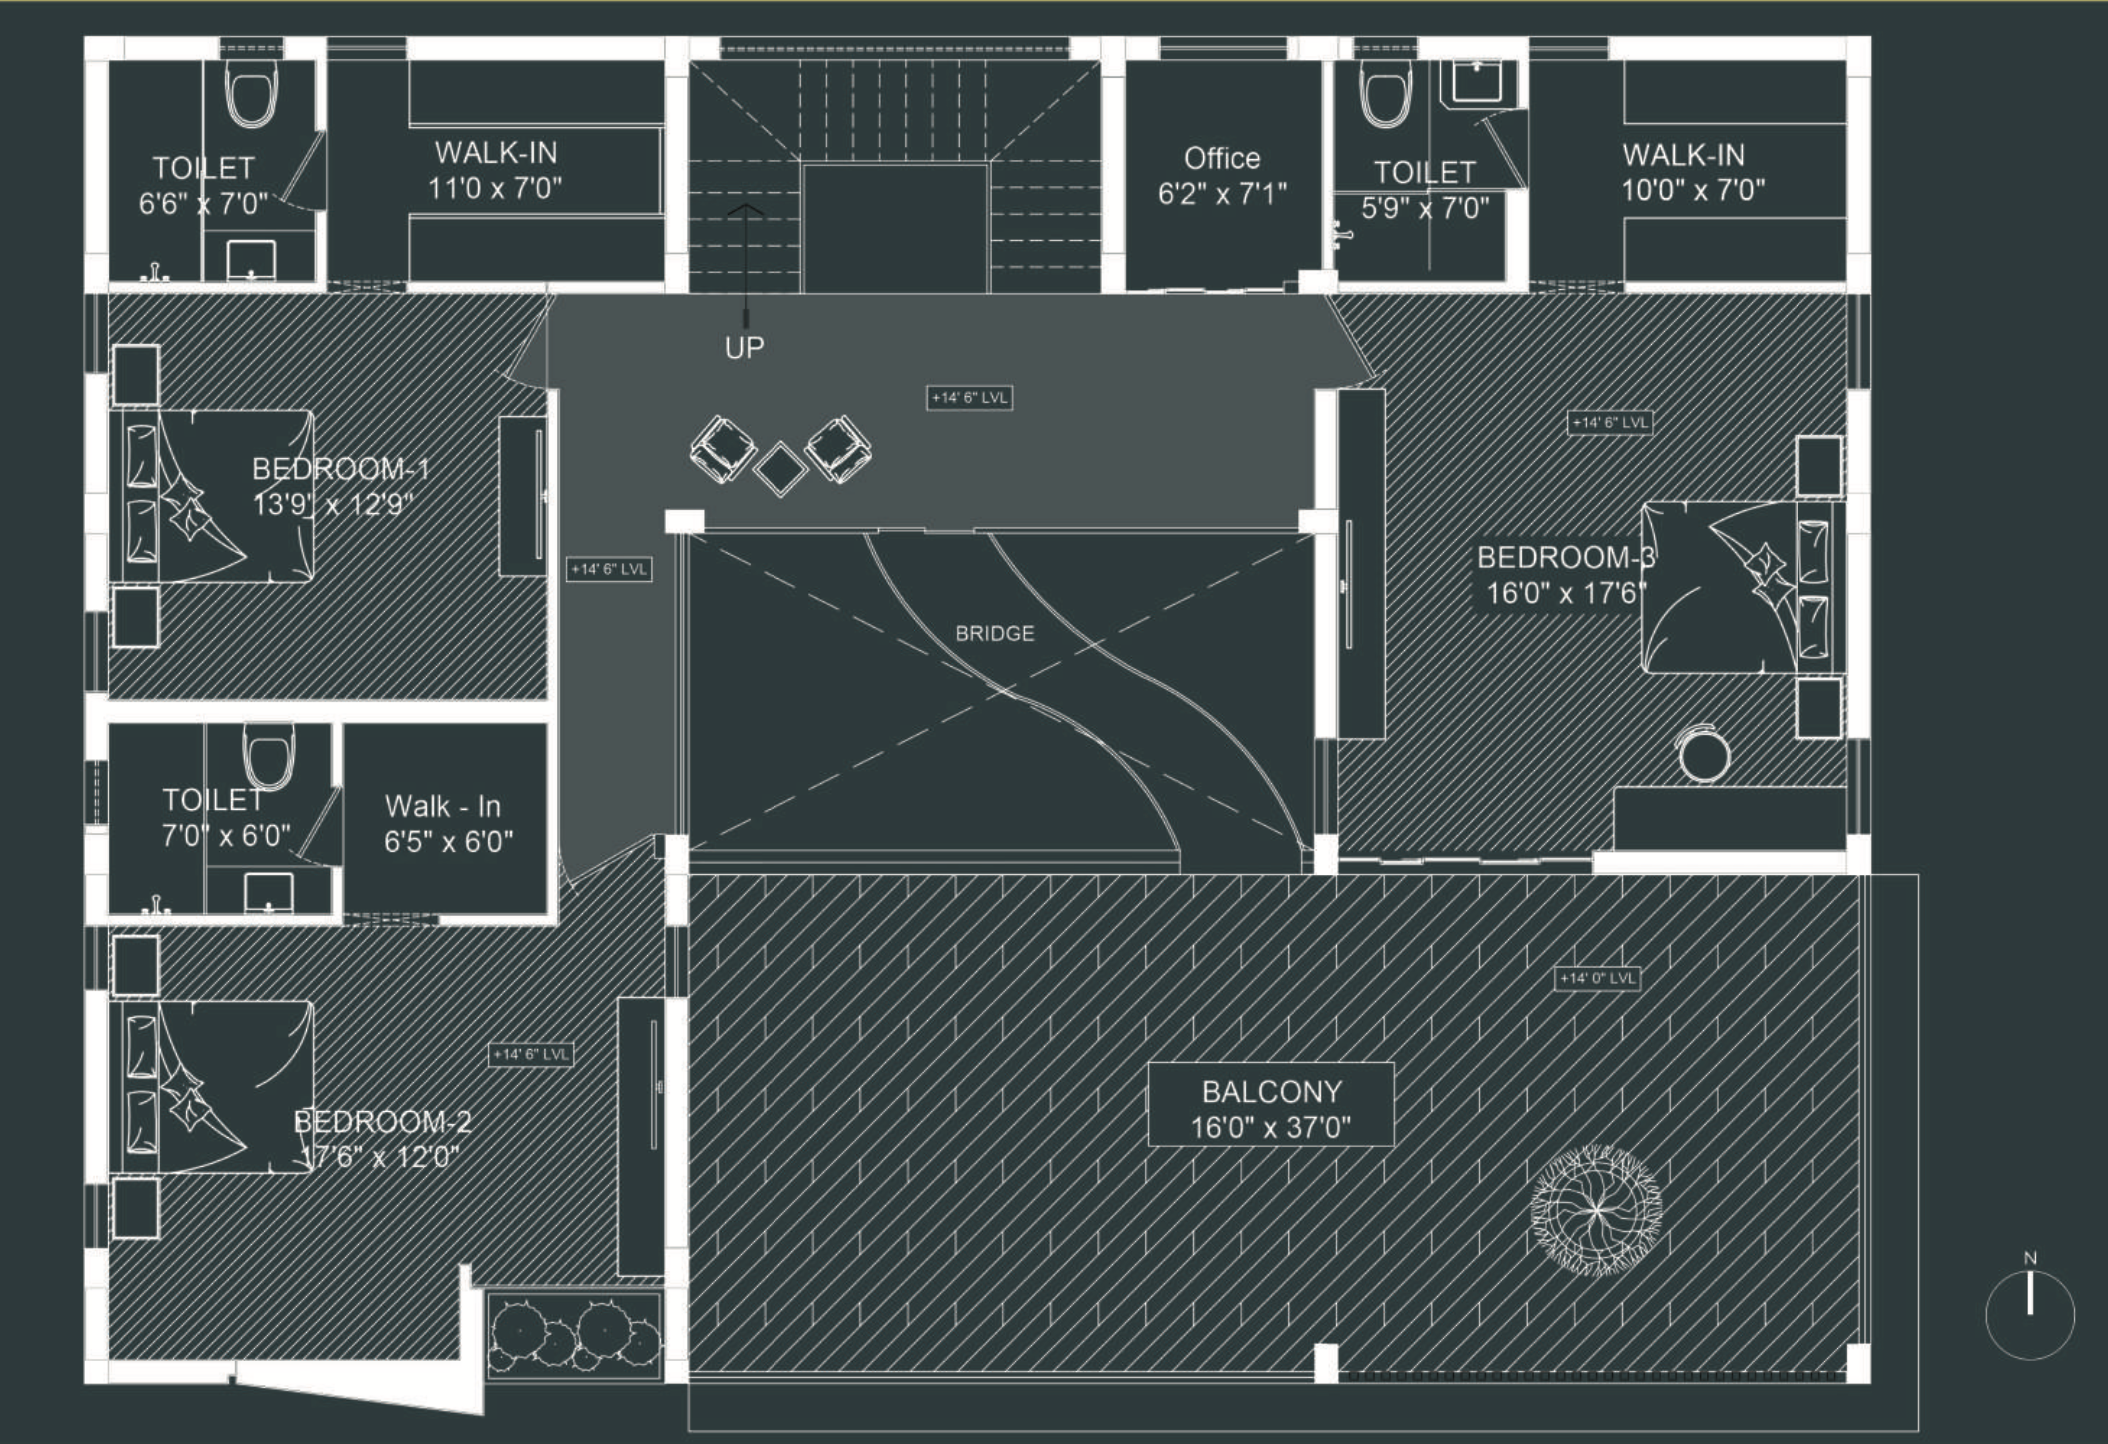 TOILET
6'6" x 7'0"
WALK-IN
11'0 x 7'0"
Office
6'2" x 7'1"
TOILET
5'9" x 7'0"
WALK-IN
10'0" x 7'0"
UP
+14' 6" LVL
+14' 6" LVL
BEDROOM-1
13'9" x 12'9"
+14' 6" LVL
BRIDGE
BEDROOM-3
16'0" x 17'6"
TOILET
7'0" x 6'0"
Walk - In
6'5" x 6'0"
+14' 0" LVL
+14' 6" LVL
BEDROOM-2
17'6" x 12'0"
BALCONY
16'0" x 37'0"
N